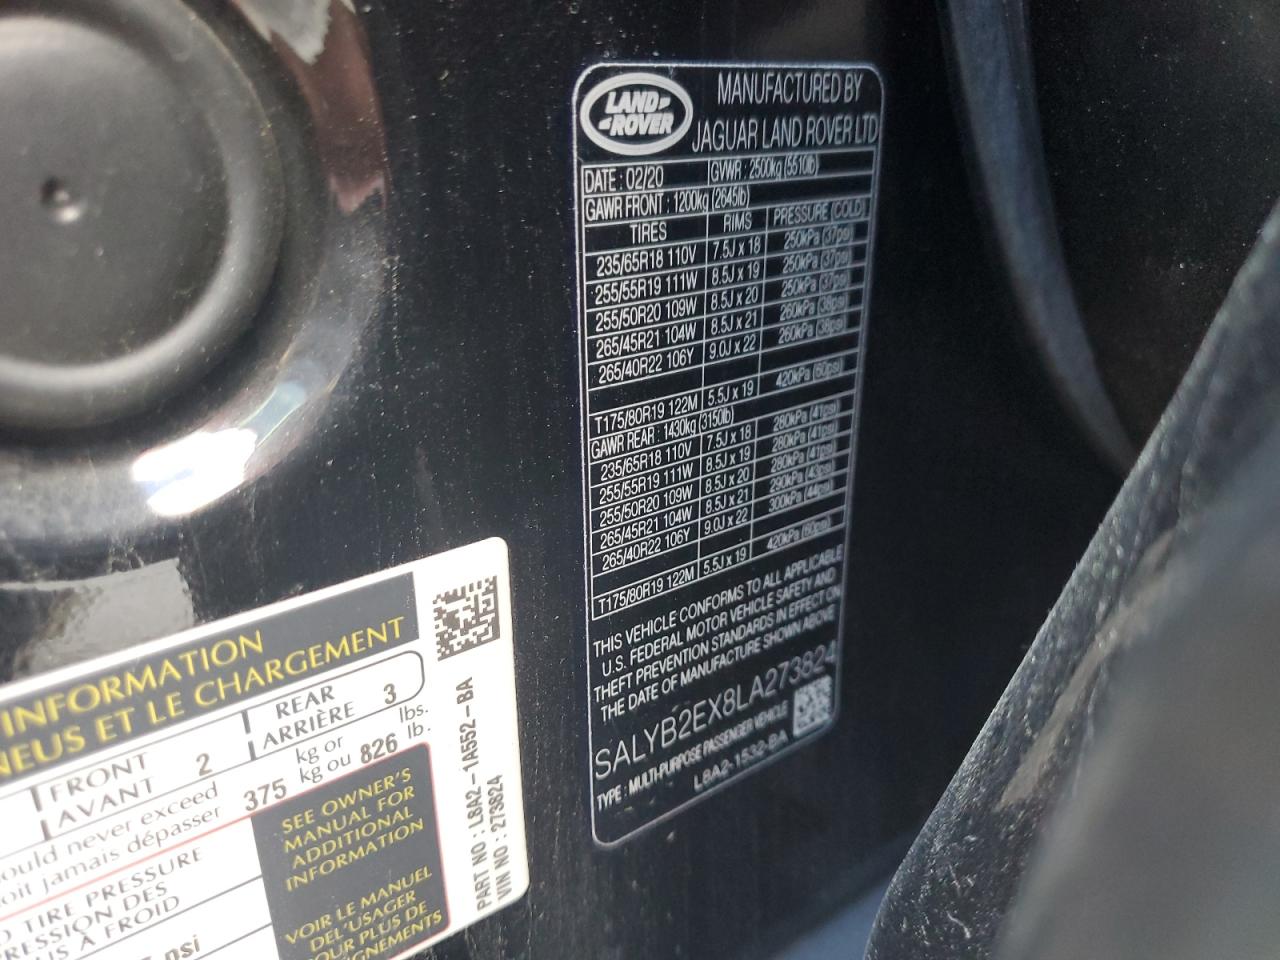 LAND
ROVER
MANUFACTURED BY
JAGUAR LAND ROVER LTD
DATE : 02/20 GVWR : 2500kg (5510lb)
GAWR FRONT : 1200kg (2645lb)
TIRES RIMS PRESSURE (COLD)
235/65R18 110V 7.5J x 18 250kPa (37psi)
255/55R19 111W 8.5J x 19 250kPa (37psi)
255/50R20 109W 8.5J x 20 250kPa (37psi)
265/45R21 104W 8.5J x 21 260kPa (38psi)
265/40R22 106Y 9.0J x 22 260kPa (38psi)
T175/80R19 122M 5.5J x 19 420kPa (60psi)
GAWR REAR : 1430kg (3150lb)
235/65R18 110V 7.5J x 18 280kPa (41psi)
255/55R19 111W 8.5J x 19 280kPa (41psi)
255/50R20 109W 8.5J x 20 280kPa (41psi)
265/45R21 104W 8.5J x 21 290kPa (43psi)
265/40R22 106Y 9.0J x 22 300kPa (44psi)
T175/80R19 122M 5.5J x 19 420kPa (60psi)
THIS VEHICLE CONFORMS TO ALL APPLICABLE
U.S. FEDERAL MOTOR VEHICLE SAFETY AND
THEFT PREVENTION STANDARDS IN EFFECT ON
THE DATE OF MANUFACTURE SHOWN ABOVE
SALYB2EX8LA273824
TYPE : MULTI-PURPOSE PASSENGER VEHICLE
L8A2-1532-BA
INFORMATION
NEUS ET LE CHARGEMENT
FRONT 2 REAR 3
AVANT ARRIÈRE
ould never exceed 375 kg or 826 lbs.
oit jamais dépasser kg ou lb.
TIRE PRESSURE
RESSION DES
S À FROID
psi
SEE OWNER'S
MANUAL FOR
ADDITIONAL
INFORMATION
VOIR LE MANUEL
DE L'USAGER
POUR PLUS DE
IGNEMENTS
PART NO : L8A2-1A552-BA
VIN NO : 273824